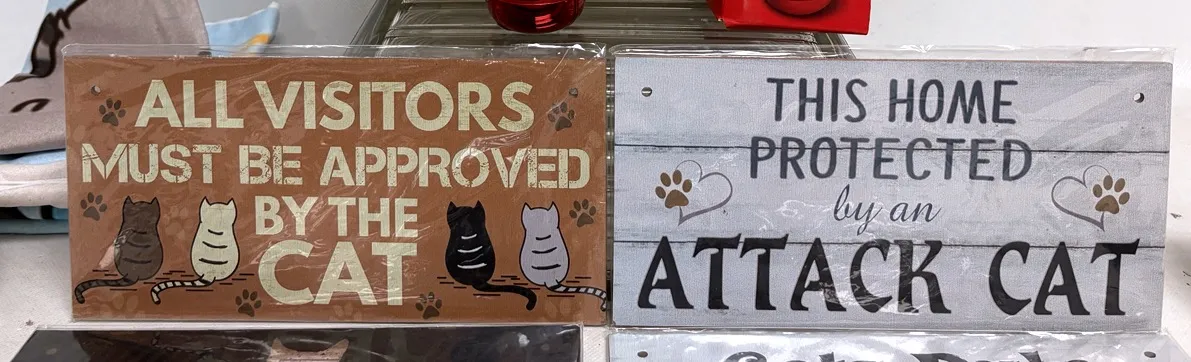 ALL VISITORS
MUST BE APPROVED
BY THE
CAT
THIS HOME
PROTECTED
by an
ATTACK CAT